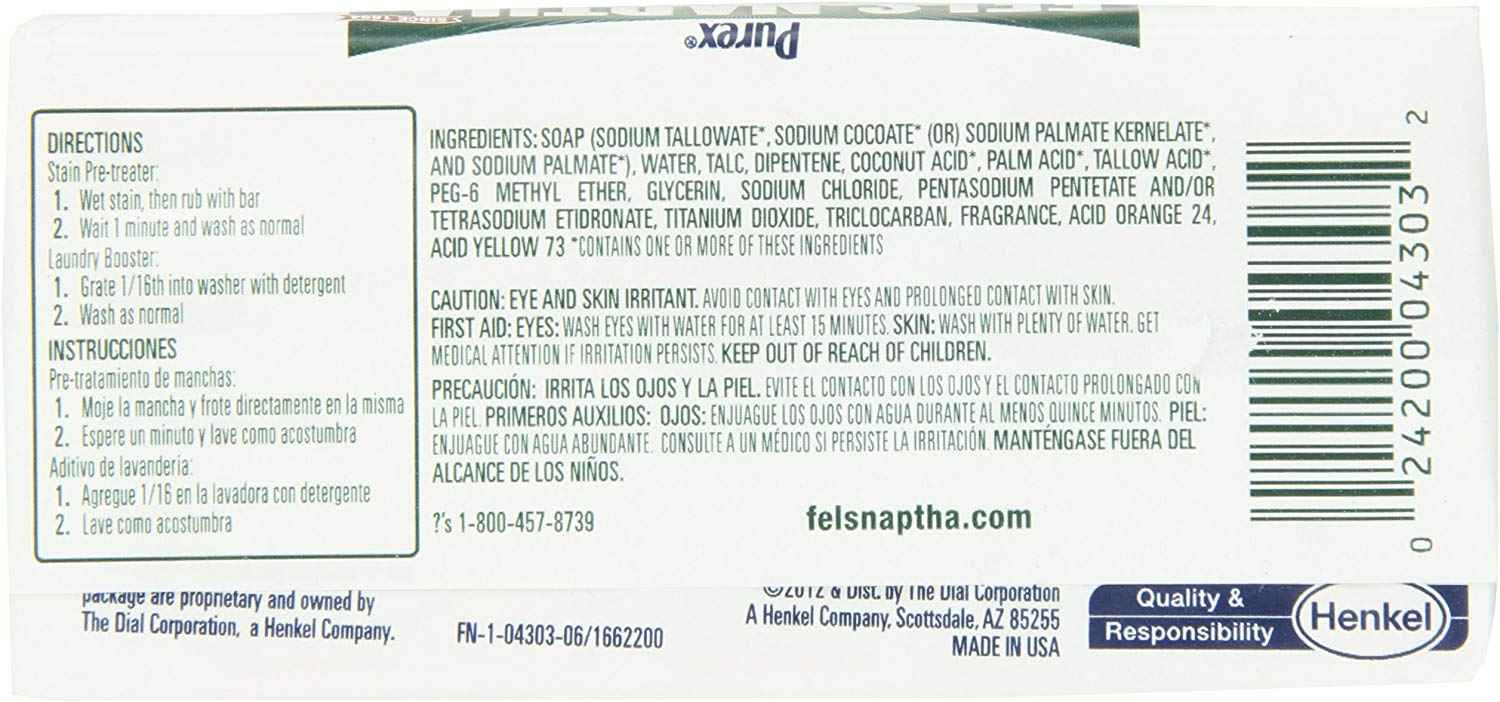 SINCE 1894
Purex®
DIRECTIONS
Stain Pre-treater:
1. Wet stain, then rub with bar
2. Wait 1 minute and wash as normal
Laundry Booster:
1. Grate 1/16th into washer with detergent
2. Wash as normal
INSTRUCCIONES
Pre-tratamiento de manchas:
1. Moje la mancha y frote directamente en la misma
2. Espere un minuto y lave como acostumbra
Aditivo de lavandería:
1. Agregue 1/16 en la lavadora con detergente
2. Lave como acostumbra
INGREDIENTS: SOAP (SODIUM TALLOWATE*, SODIUM COCOATE* (OR) SODIUM PALMATE KERNELATE*,
AND SODIUM PALMATE*), WATER, TALC, DIPENTENE, COCONUT ACID*, PALM ACID*, TALLOW ACID*,
PEG-6 METHYL ETHER, GLYCERIN, SODIUM CHLORIDE, PENTASODIUM PENTETATE AND/OR
TETRASODIUM ETIDRONATE, TITANIUM DIOXIDE, TRICLOCARBAN, FRAGRANCE, ACID ORANGE 24,
ACID YELLOW 73 *CONTAINS ONE OR MORE OF THESE INGREDIENTS
CAUTION: EYE AND SKIN IRRITANT. AVOID CONTACT WITH EYES AND PROLONGED CONTACT WITH SKIN.
FIRST AID: EYES: WASH EYES WITH WATER FOR AT LEAST 15 MINUTES. SKIN: WASH WITH PLENTY OF WATER. GET
MEDICAL ATTENTION IF IRRITATION PERSISTS. KEEP OUT OF REACH OF CHILDREN.
PRECAUCIÓN: IRRITA LOS OJOS Y LA PIEL. EVITE EL CONTACTO CON LOS OJOS Y EL CONTACTO PROLONGADO CON
LA PIEL. PRIMEROS AUXILIOS: OJOS: ENJUAGUE LOS OJOS CON AGUA DURANTE AL MENOS QUINCE MINUTOS. PIEL:
ENJUAGUE CON AGUA ABUNDANTE. CONSULTE A UN MÉDICO SI PERSISTE LA IRRITACIÓN. MANTÉNGASE FUERA DEL
ALCANCE DE LOS NIÑOS.
?'s 1-800-457-8739
felsnaptha.com
0 24200 04303 2
package are proprietary and owned by
The Dial Corporation, a Henkel Company.
FN-1-04303-06/1662200
©2012 & Dist. by The Dial Corporation
A Henkel Company, Scottsdale, AZ 85255
MADE IN USA
Quality &
Responsibility
Henkel